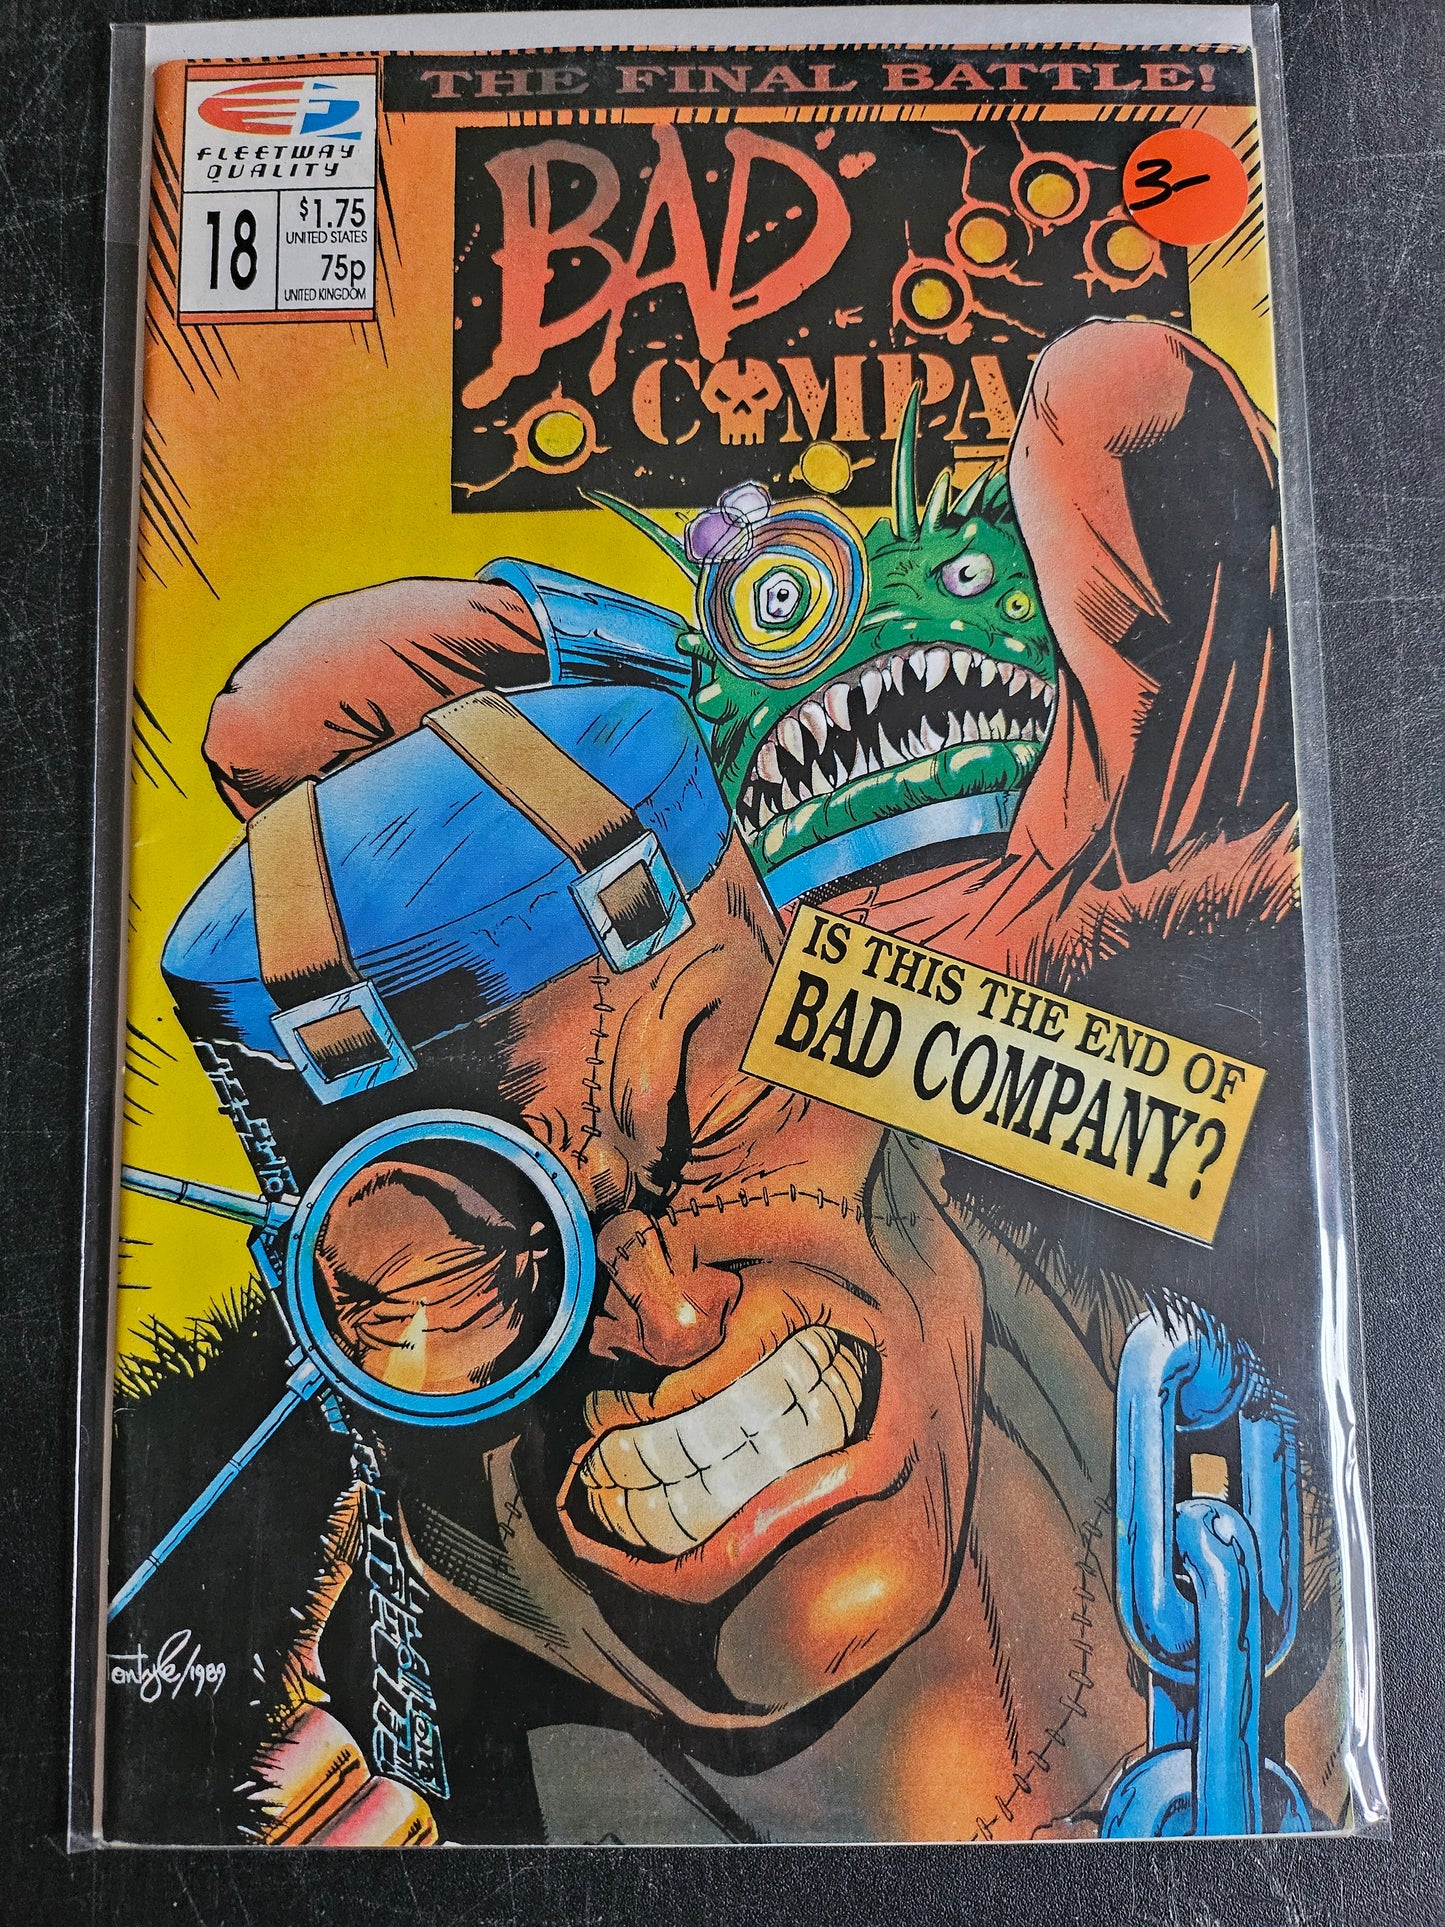 THE FINAL BATTLE!
FLEETWAY
QUALITY
18
$1.75
UNITED STATES
75p
UNITED KINGDOM
BAD
COMPA
3-
IS THIS THE END OF
BAD COMPANY?